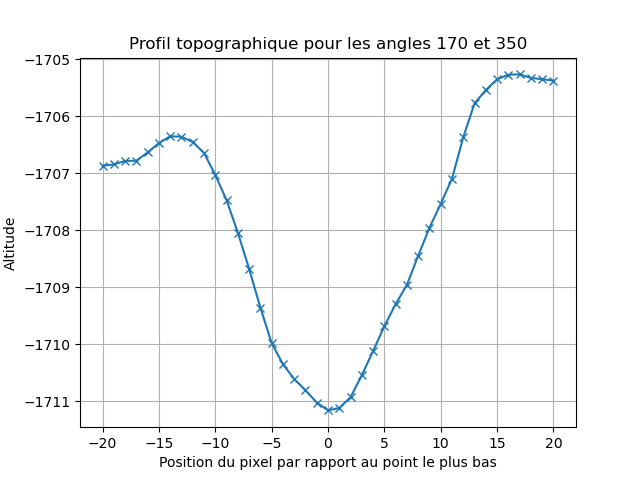 Profil topographique pour les angles 170 et 350
−1705
−1706
−1707
−1708
−1709
−1710
−1711
Altitude
−20 −15 −10 −5 0 5 10 15 20
Position du pixel par rapport au point le plus bas